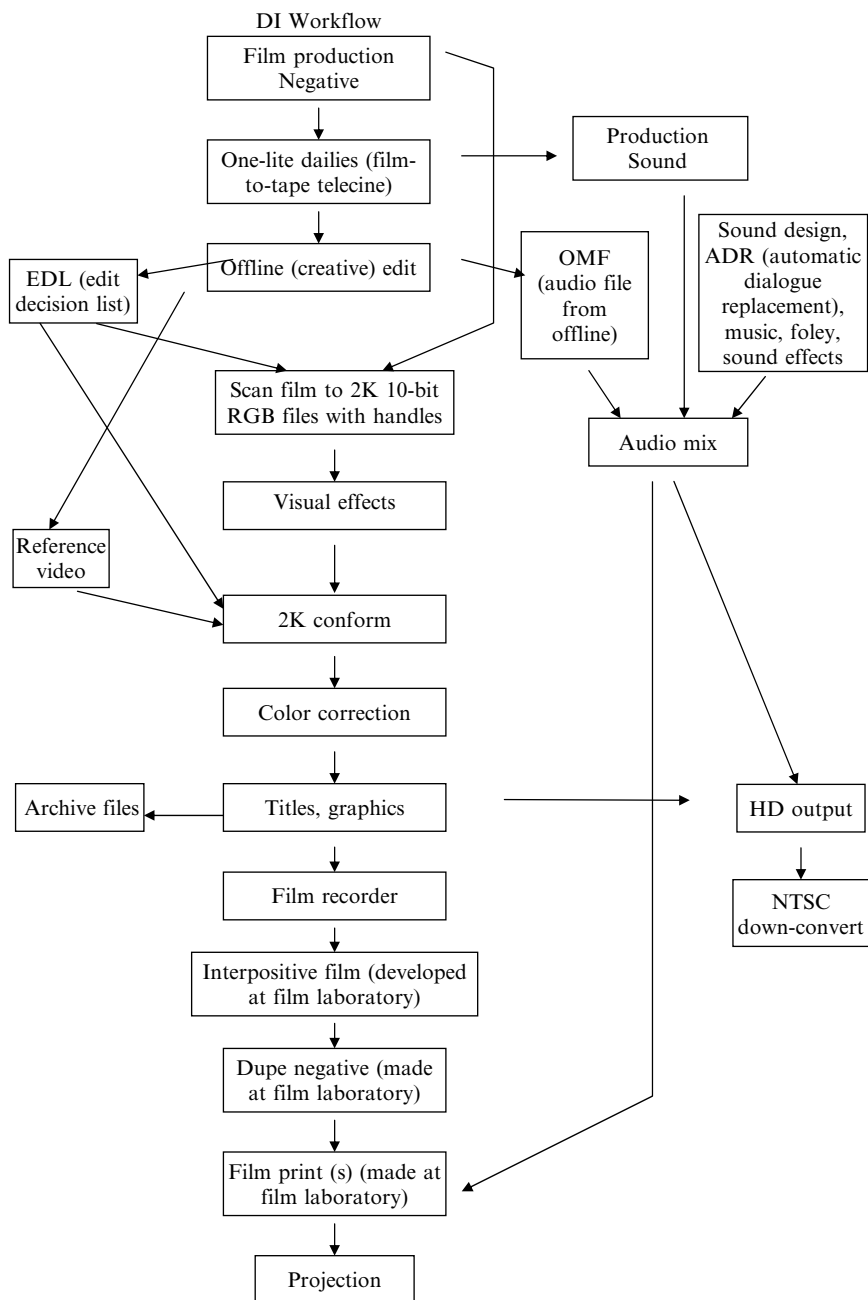 DI Workflow
Film production
Negative
One-lite dailies (film-
to-tape telecine)
Production
Sound
Offline (creative) edit
EDL (edit
decision list)
OMF
(audio file
from
offline)
Sound design,
ADR (automatic
dialogue
replacement),
music, foley,
sound effects
Scan film to 2K 10-bit
RGB files with handles
Audio mix
Visual effects
Reference
video
2K conform
Color correction
Archive files
Titles, graphics
HD output
Film recorder
NTSC
down-convert
Interpositive film (developed
at film laboratory)
Dupe negative (made
at film laboratory)
Film print (s) (made at
film laboratory)
Projection